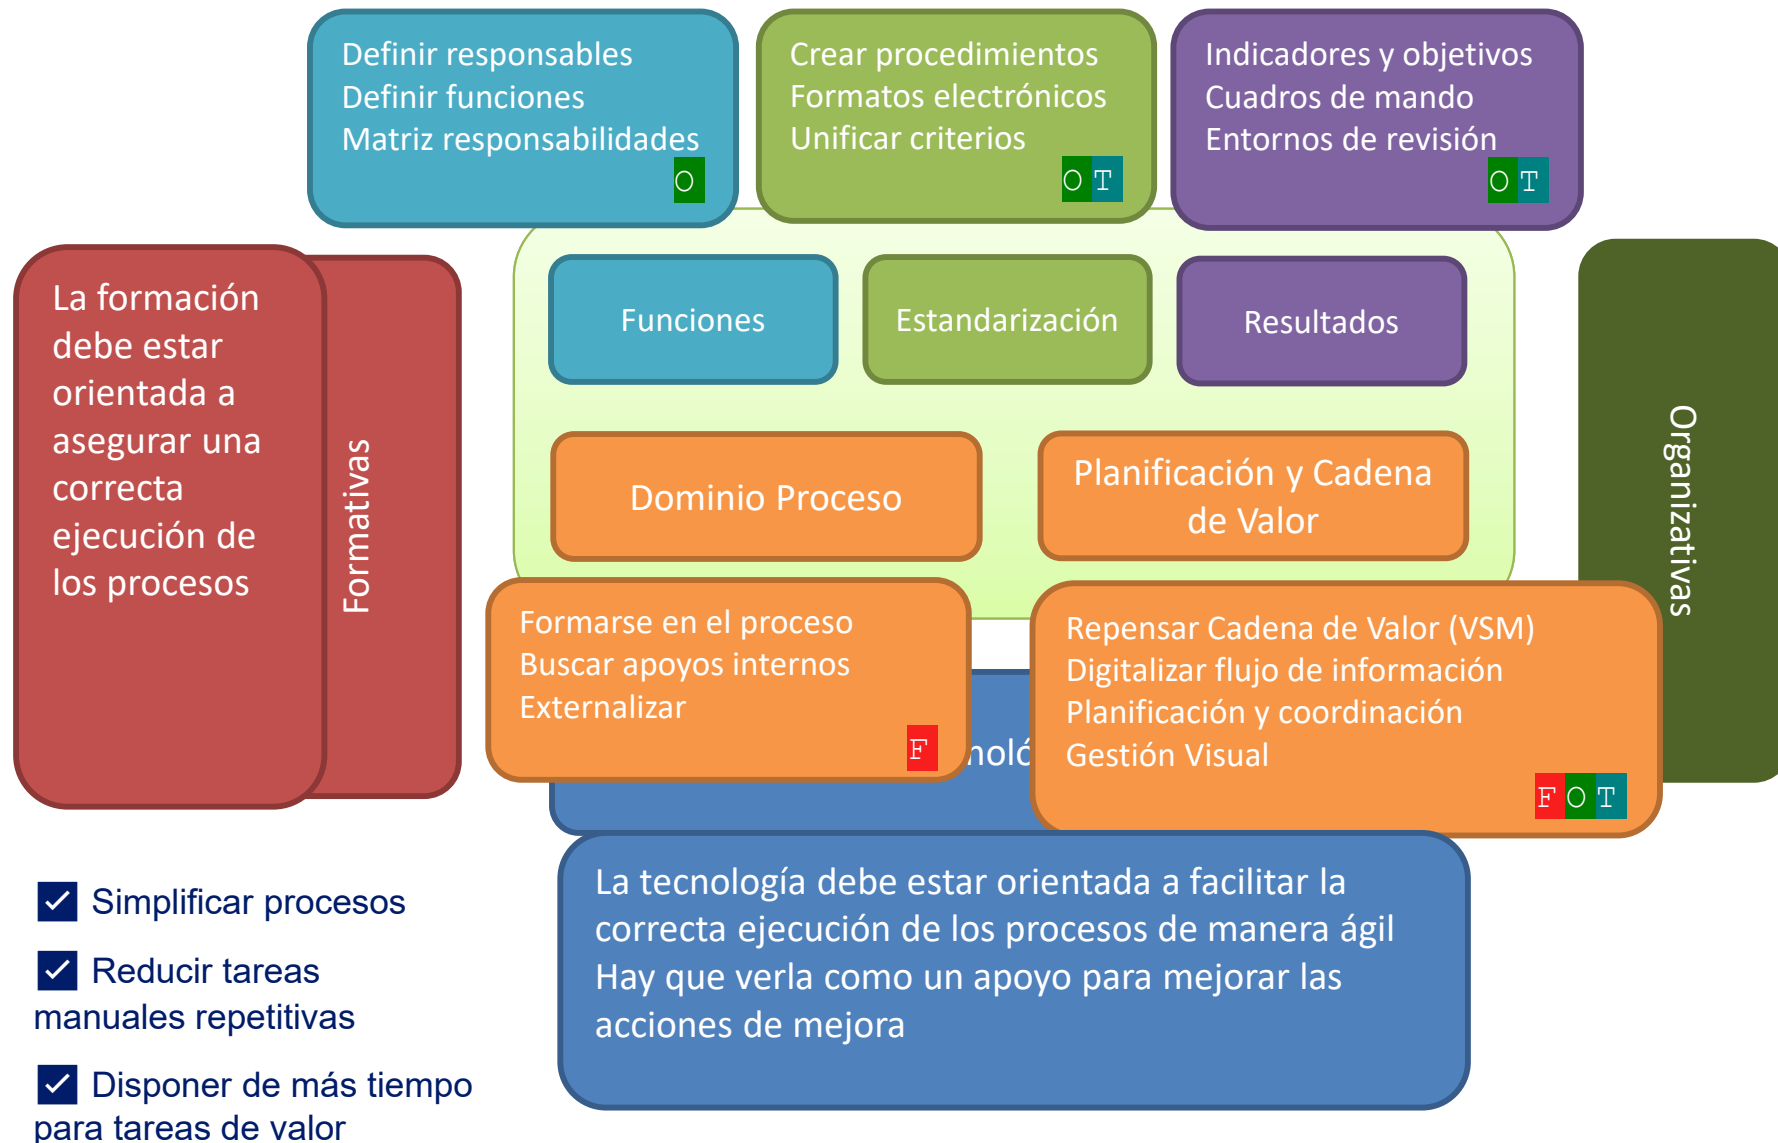 Definir responsables
Definir funciones
Matriz responsabilidades
O
Crear procedimientos
Formatos electrónicos
Unificar criterios
O T
Indicadores y objetivos
Cuadros de mando
Entornos de revisión
O T
La formación
debe estar
orientada a
asegurar una
correcta
ejecución de
los procesos
Formativas
Funciones
Estandarización
Resultados
Dominio Proceso
Planificación y Cadena
de Valor
Organizativas
Formarse en el proceso
Buscar apoyos internos
Externalizar
F
noló
Repensar Cadena de Valor (VSM)
Digitalizar flujo de información
Planificación y coordinación
Gestión Visual
F O T
La tecnología debe estar orientada a facilitar la
correcta ejecución de los procesos de manera ágil
Hay que verla como un apoyo para mejorar las
acciones de mejora
Simplificar procesos
Reducir tareas
manuales repetitivas
Disponer de más tiempo
para tareas de valor